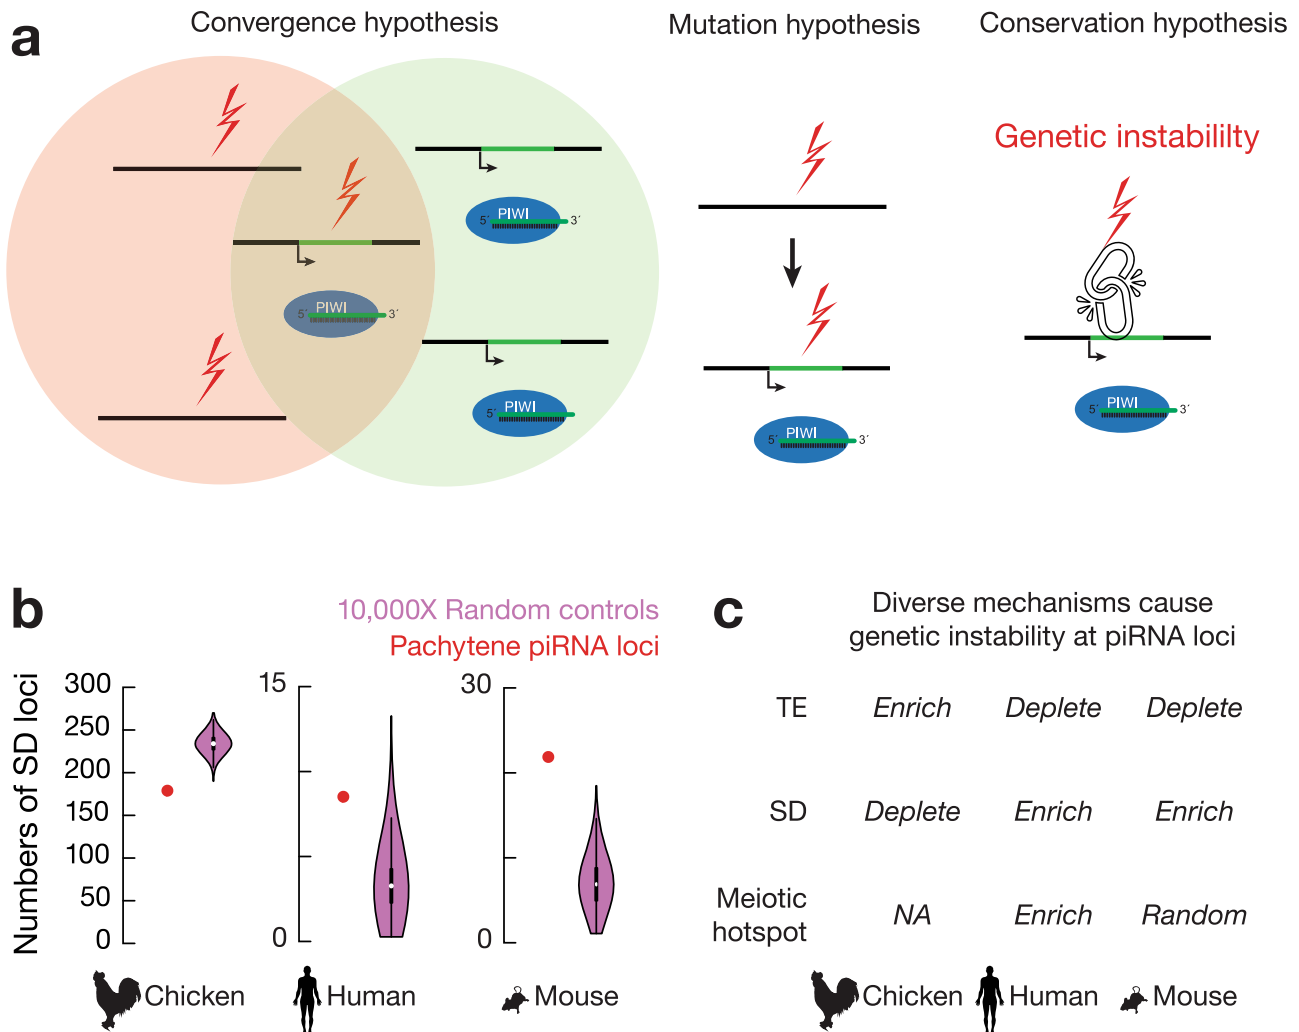 a
Convergence hypothesis
Mutation hypothesis
Conservation hypothesis
Genetic instabililty
PIWI
5´ 3´
PIWI
5´ 3´
PIWI
5´
PIWI
5´ 3´
PIWI
5´ 3´
b
10,000X Random controls
Pachytene piRNA loci
Numbers of SD loci
300
250
200
150
100
50
0
15
0
30
0
Chicken
Human
Mouse
c
Diverse mechanisms cause
genetic instability at piRNA loci
TE Enrich Deplete Deplete
SD Deplete Enrich Enrich
Meiotic
hotspot NA Enrich Random
Chicken Human Mouse